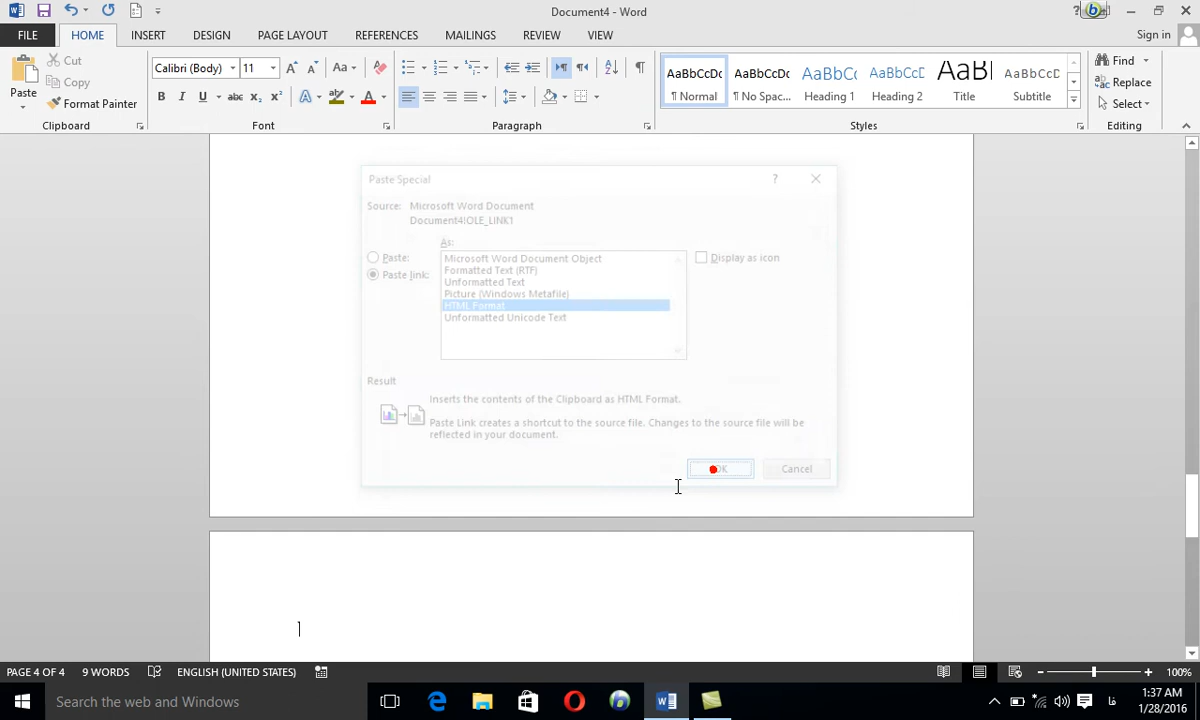 Document4 - Word
?
FILE HOME INSERT DESIGN PAGE LAYOUT REFERENCES MAILINGS REVIEW VIEW Sign in
Paste
Cut
Copy
Format Painter
Clipboard
Calibri (Body) 11
Font
Paragraph
AaBbCcDc
¶ Normal
AaBbCcDc
¶ No Spac...
AaBbCc
Heading 1
AaBbCcD
Heading 2
AaBl
Title
AaBbCcD
Subtitle
Styles
Find
Replace
Select
Editing
Paste Special
?
Source: Microsoft Word Document
Document4!OLE_LINK1
As:
Paste:
Paste link:
Microsoft Word Document Object
Formatted Text (RTF)
Unformatted Text
Picture (Windows Metafile)
HTML Format
Unformatted Unicode Text
Display as icon
Result
Inserts the contents of the Clipboard as HTML Format.
Paste Link creates a shortcut to the source file. Changes to the source file will be
reflected in your document.
OK
Cancel
PAGE 4 OF 4 9 WORDS ENGLISH (UNITED STATES) 100%
Search the web and Windows
فا
1:37 AM
1/28/2016